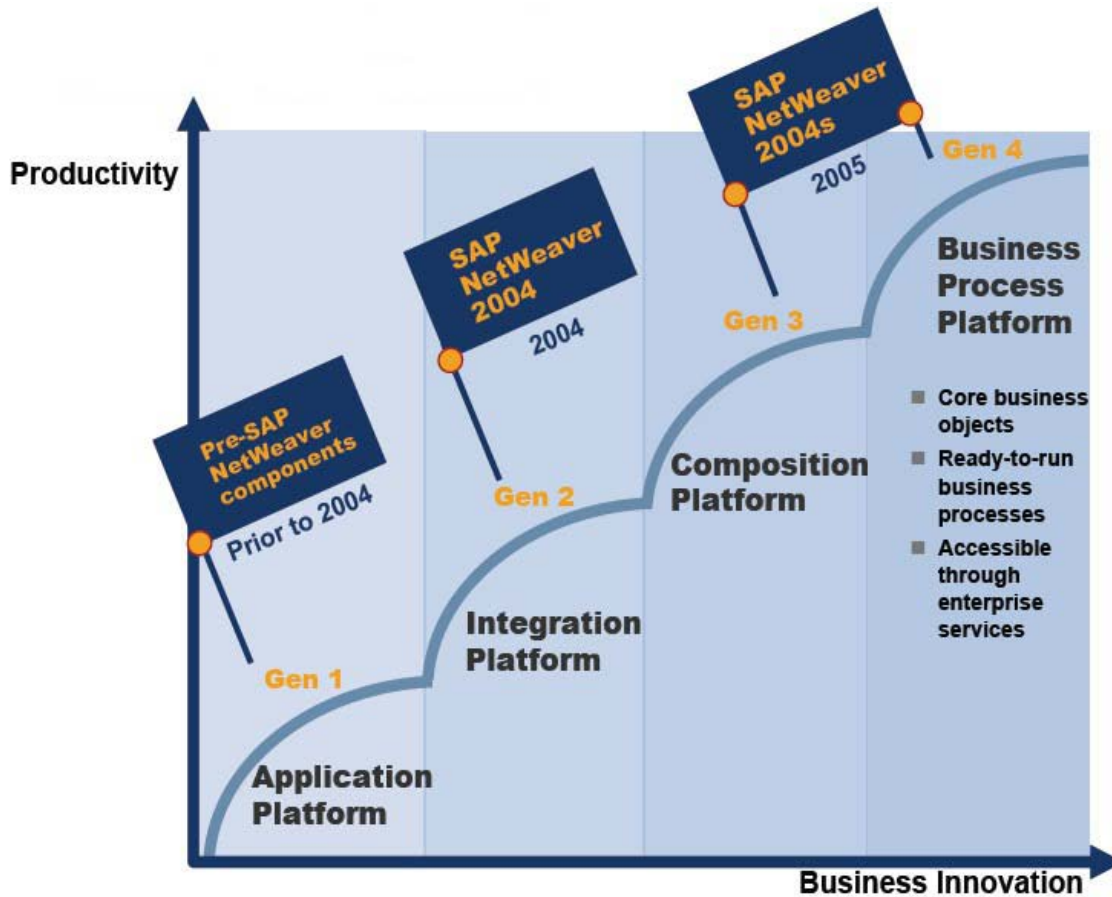 Productivity
Pre-SAP
NetWeaver
components
Prior to 2004
Gen 1
Application
Platform
SAP
NetWeaver
2004
2004
Gen 2
Integration
Platform
SAP
NetWeaver
2004s
2005
Gen 3
Composition
Platform
Gen 4
Business
Process
Platform
Core business
objects
Ready-to-run
business
processes
Accessible
through
enterprise
services
Business Innovation